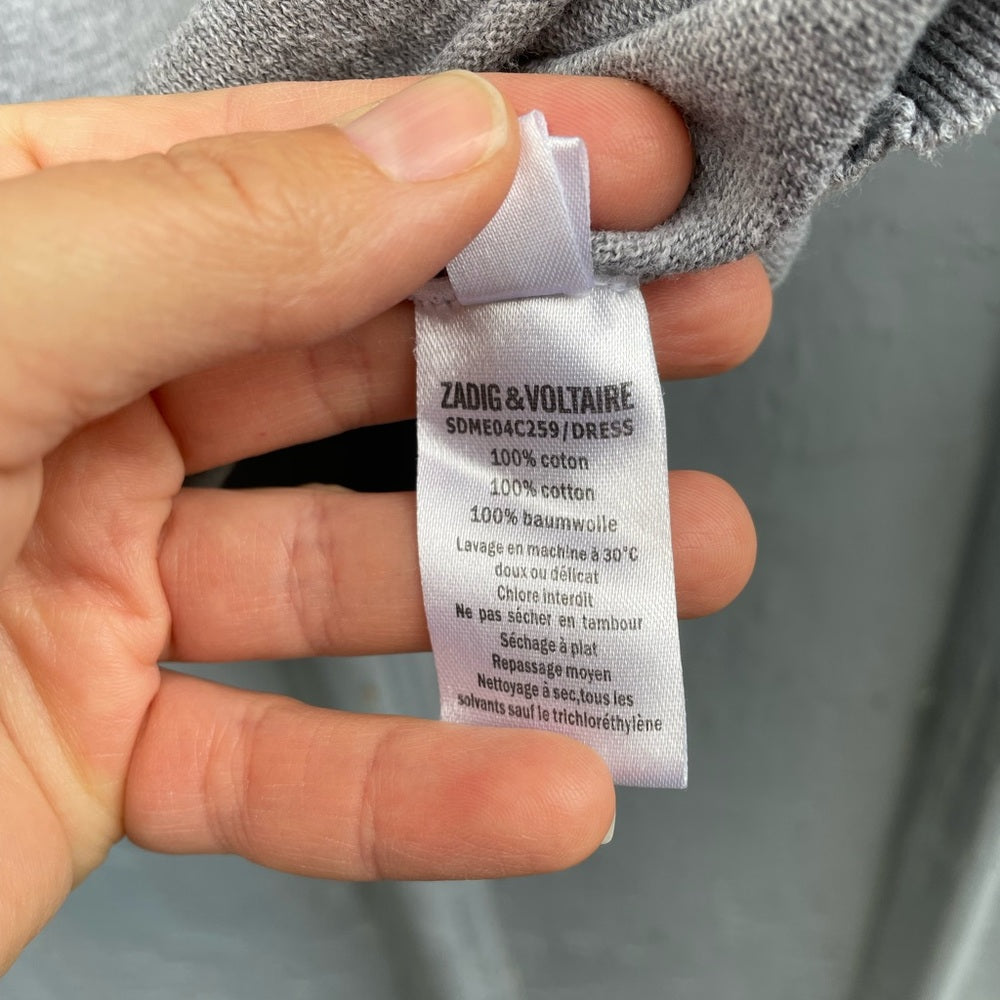 ZADIG&VOLTAIRE
SDME04C259/DRESS
100% coton
100% cotton
100% baumwolle
Lavage en machine à 30°C
doux ou délicat
Chlore interdit
Ne pas sécher en tambour
Séchage à plat
Repassage moyen
Nettoyage à sec,tous les
solvants sauf le trichloréthylène